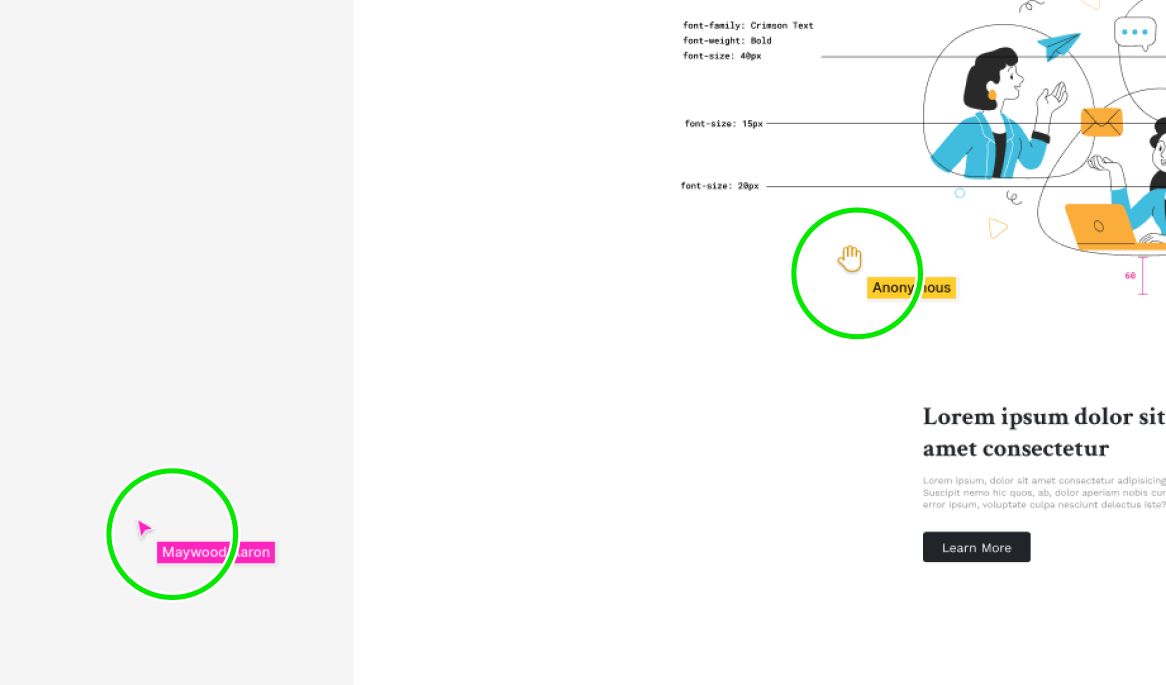 font-family: Crimson Text
font-weight: Bold
font-size: 40px
font-size: 15px
font-size: 20px
Anonymous
60
Lorem ipsum dolor sit
amet consectetur
Lorem ipsum, dolor sit amet consectetur adipisicing
Suscipit nemo hic quos, ab, dolor aperiam nobis cur
error ipsum, voluptate culpa nesciunt delectus iste?
Learn More
Maywood Aaron